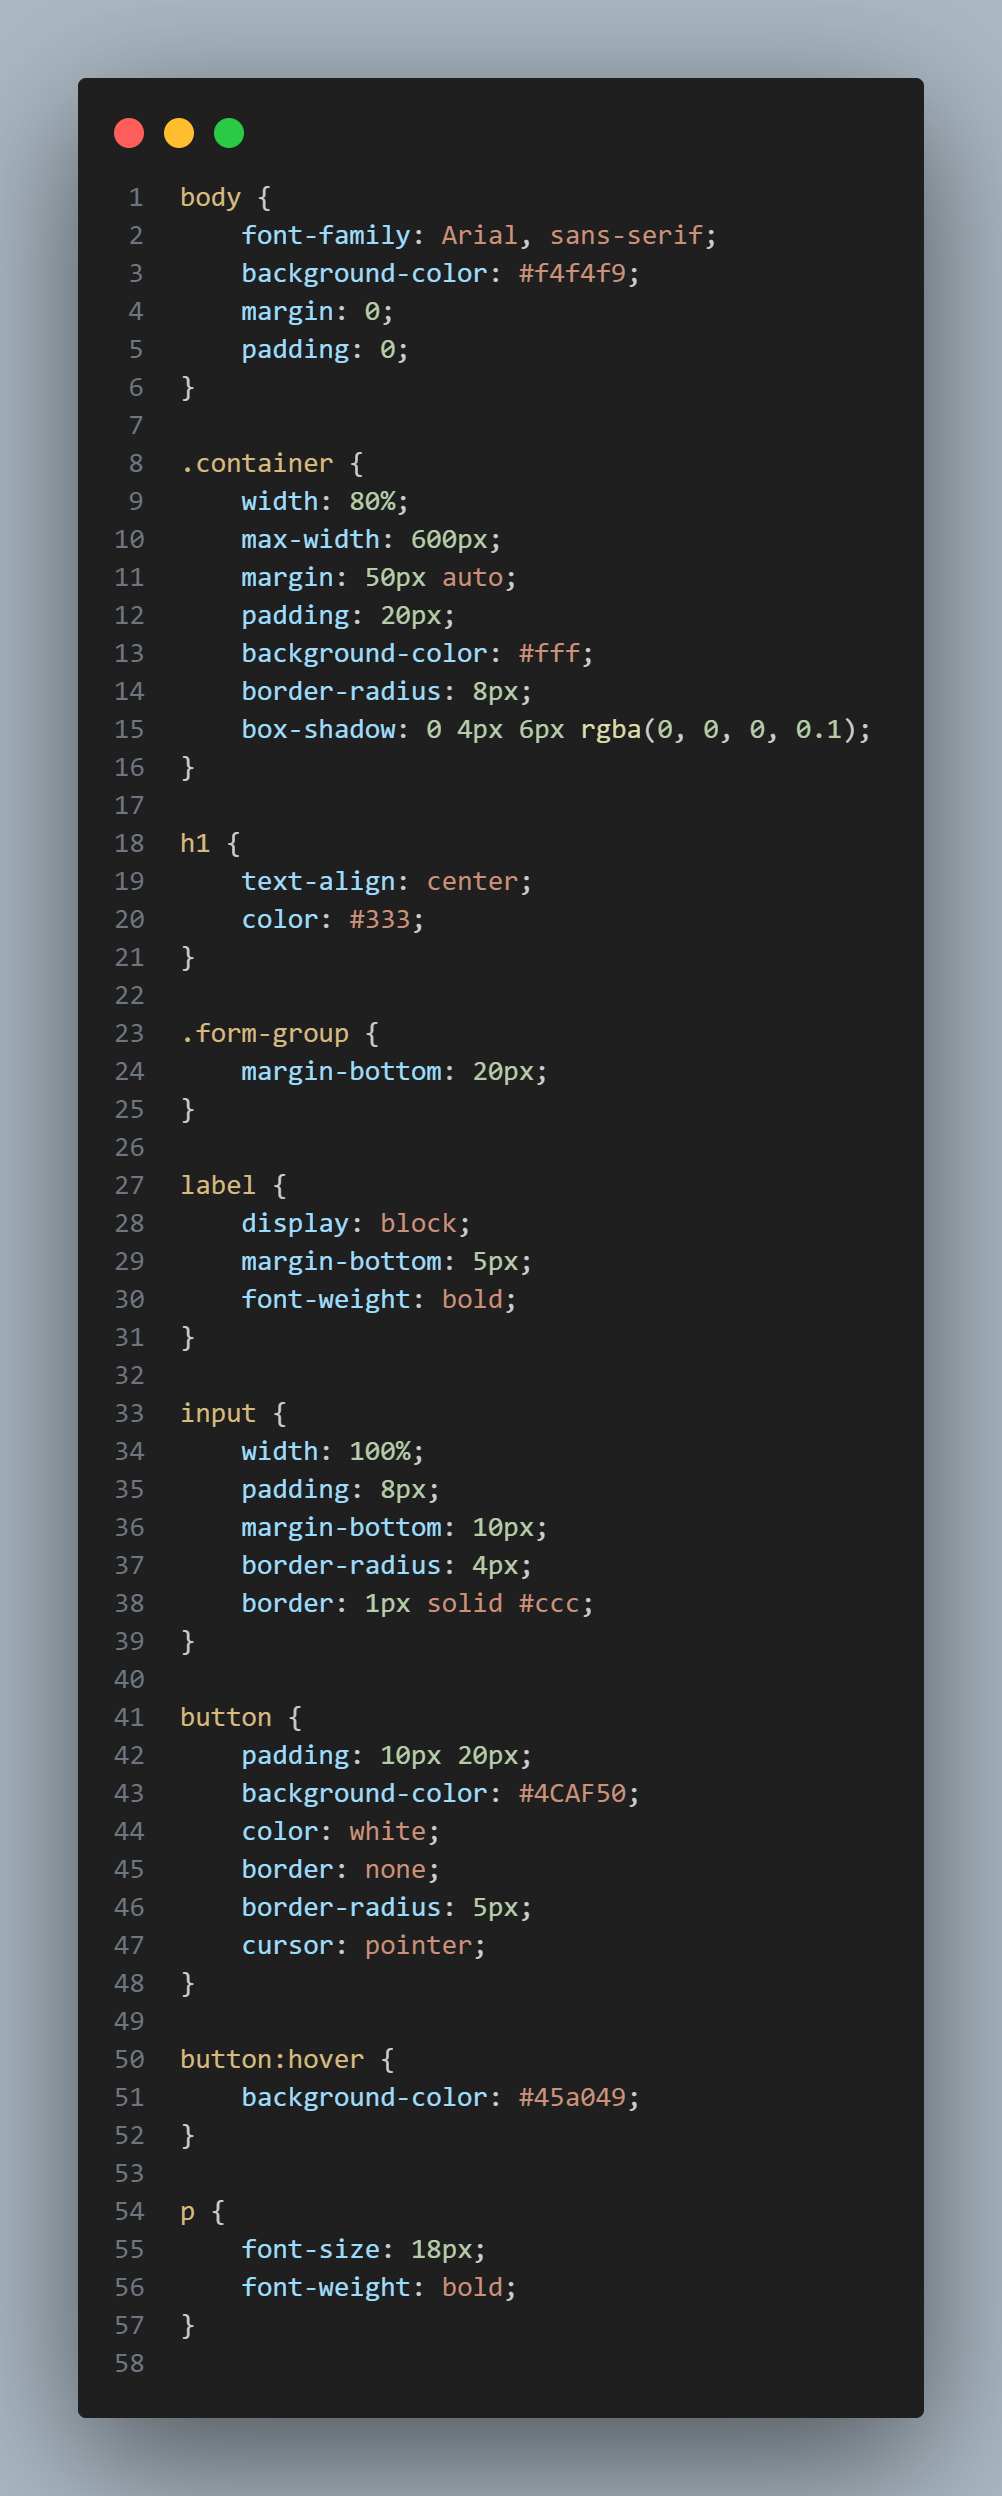 1 body {
2     font-family: Arial, sans-serif;
3     background-color: #f4f4f9;
4     margin: 0;
5     padding: 0;
6 }
7
8 .container {
9     width: 80%;
10     max-width: 600px;
11     margin: 50px auto;
12     padding: 20px;
13     background-color: #fff;
14     border-radius: 8px;
15     box-shadow: 0 4px 6px rgba(0, 0, 0, 0.1);
16 }
17
18 h1 {
19     text-align: center;
20     color: #333;
21 }
22
23 .form-group {
24     margin-bottom: 20px;
25 }
26
27 label {
28     display: block;
29     margin-bottom: 5px;
30     font-weight: bold;
31 }
32
33 input {
34     width: 100%;
35     padding: 8px;
36     margin-bottom: 10px;
37     border-radius: 4px;
38     border: 1px solid #ccc;
39 }
40
41 button {
42     padding: 10px 20px;
43     background-color: #4CAF50;
44     color: white;
45     border: none;
46     border-radius: 5px;
47     cursor: pointer;
48 }
49
50 button:hover {
51     background-color: #45a049;
52 }
53
54 p {
55     font-size: 18px;
56     font-weight: bold;
57 }
58